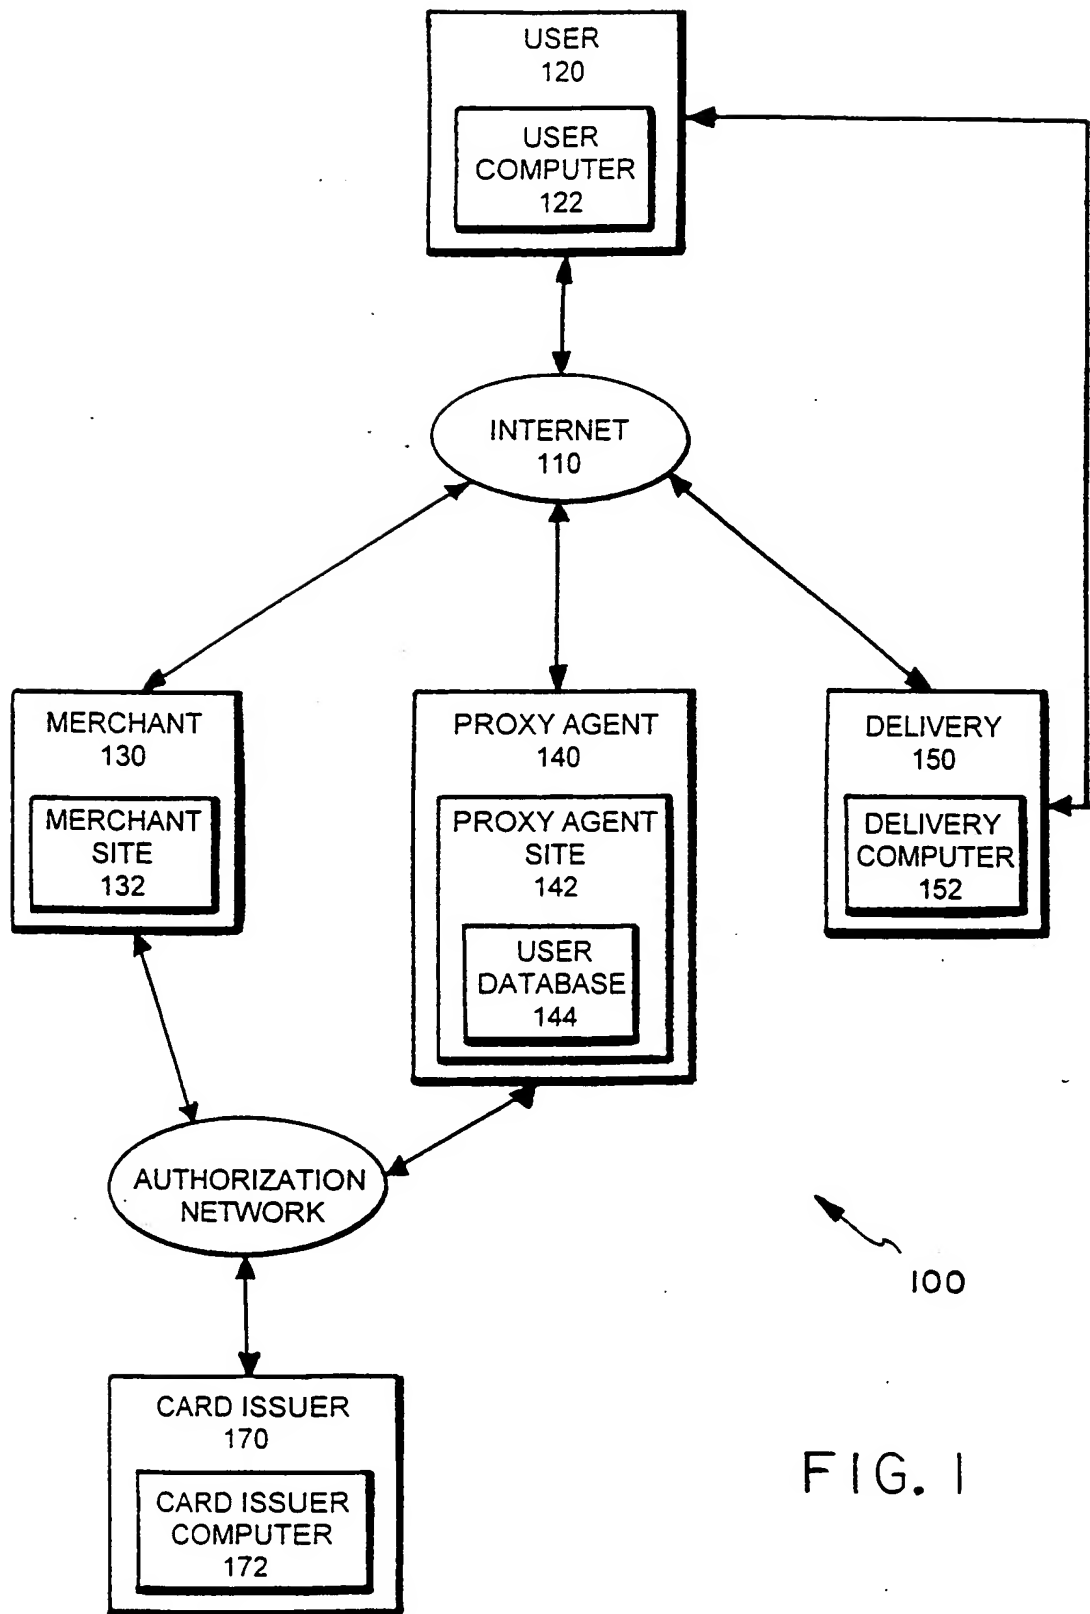 USER
120
USER
COMPUTER
122
INTERNET
110
MERCHANT
130
MERCHANT
SITE
132
PROXY AGENT
140
PROXY AGENT
SITE
142
USER
DATABASE
144
DELIVERY
150
DELIVERY
COMPUTER
152
AUTHORIZATION
NETWORK
100
CARD ISSUER
170
CARD ISSUER
COMPUTER
172
FIG. 1